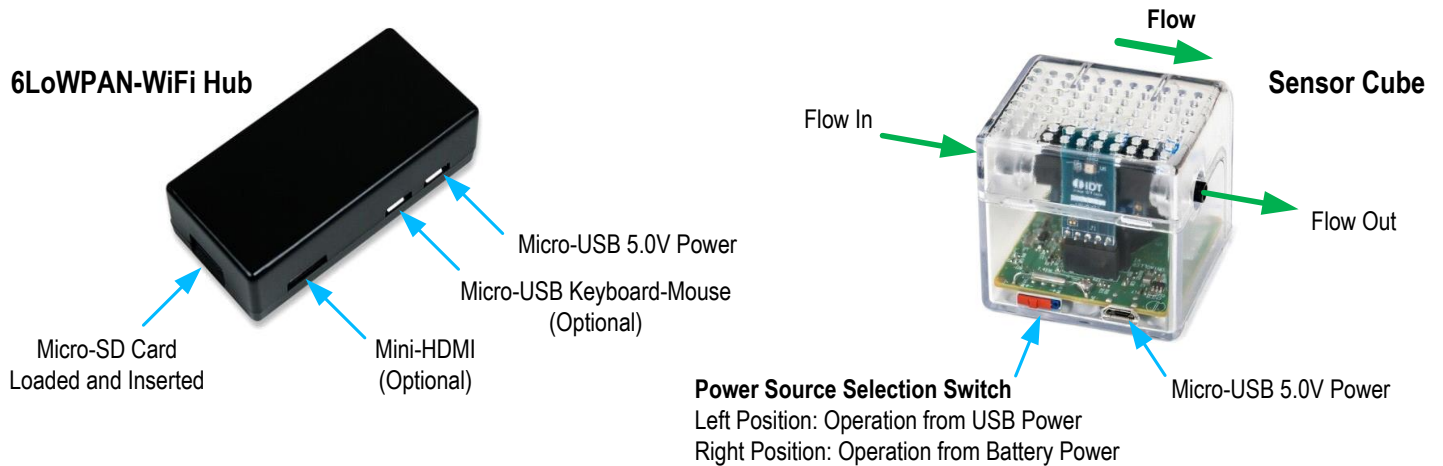 6LoWPAN-WiFi Hub
Micro-USB 5.0V Power
Micro-USB Keyboard-Mouse
(Optional)
Mini-HDMI
(Optional)
Micro-SD Card
Loaded and Inserted
Flow
Sensor Cube
Flow In
IDT
Flow Out
Power Source Selection Switch
Left Position: Operation from USB Power
Right Position: Operation from Battery Power
Micro-USB 5.0V Power